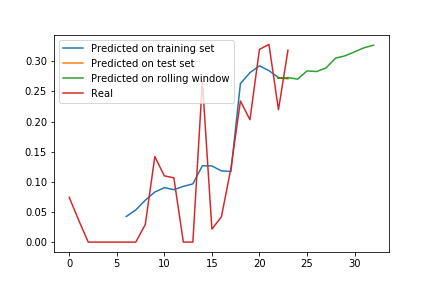 Predicted on training set
Predicted on test set
Predicted on rolling window
Real
0.30
0.25
0.20
0.15
0.10
0.05
0.00
0 5 10 15 20 25 30